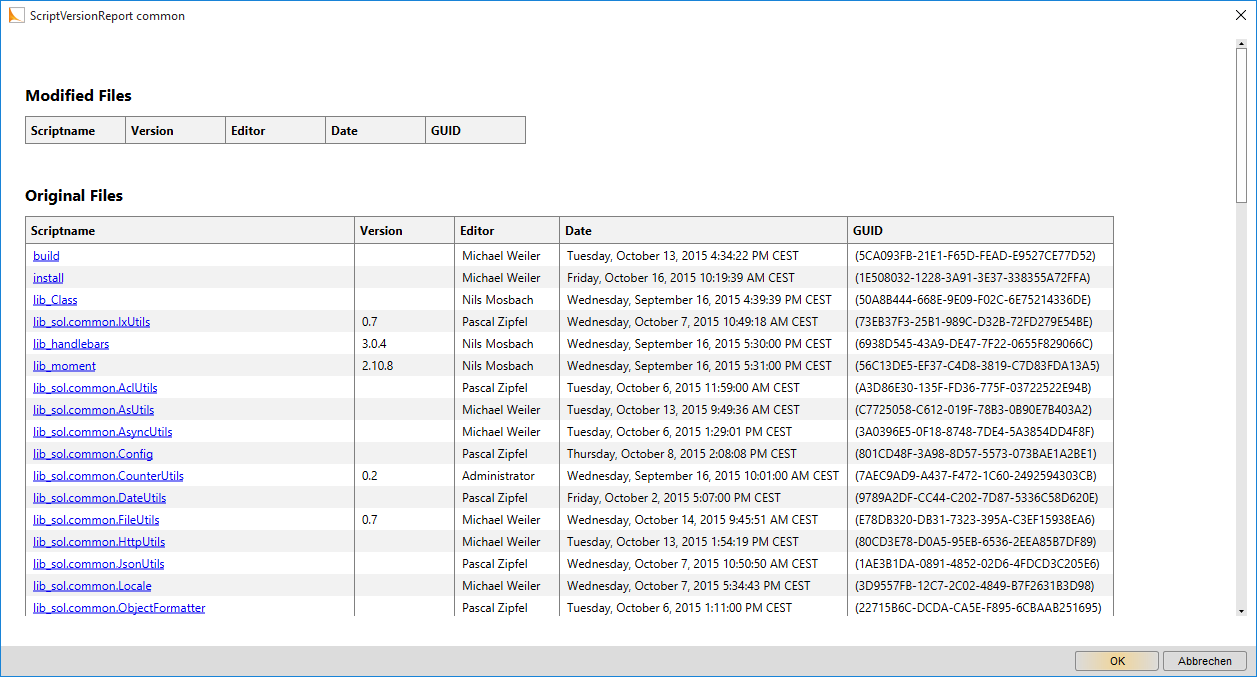 ScriptVersionReport common
Modified Files
Scriptname Version Editor Date GUID
Original Files
Scriptname Version Editor Date GUID
build Michael Weiler Tuesday, October 13, 2015 4:34:22 PM CEST (5CA093FB-21E1-F65D-FEAD-E9527CE77D52)
install Michael Weiler Friday, October 16, 2015 10:19:39 AM CEST (1E508032-1228-3A91-3E37-338355A72FFA)
lib_Class Nils Mosbach Wednesday, September 16, 2015 4:39:39 PM CEST (50A8B444-668E-9E09-F02C-6E75214336DE)
lib_sol.common.IxUtils 0.7 Pascal Zipfel Wednesday, October 7, 2015 10:49:18 AM CEST (73EB37F3-25B1-989C-D32B-72FD279E54BE)
lib_handlebars 3.0.4 Nils Mosbach Wednesday, September 16, 2015 5:30:00 PM CEST (6938D545-43A9-DE47-7F22-0655F829066C)
lib_moment 2.10.8 Nils Mosbach Wednesday, September 16, 2015 5:31:00 PM CEST (56C13DE5-EF37-C4D8-3819-C7D83FDA13A5)
lib_sol.common.AclUtils Pascal Zipfel Tuesday, October 6, 2015 11:59:00 AM CEST (A3D86E30-135F-FD36-775F-03722522E94B)
lib_sol.common.AsUtils Michael Weiler Tuesday, October 13, 2015 9:49:36 AM CEST (C7725058-C612-019F-78B3-0B90E7B403A2)
lib_sol.common.AsyncUtils Michael Weiler Tuesday, October 6, 2015 1:29:01 PM CEST (3A0396E5-0F18-8748-7DE4-5A3854DD4F8F)
lib_sol.common.Config Pascal Zipfel Thursday, October 8, 2015 2:08:08 PM CEST (801CD48F-3A98-8D57-5573-073BAE1A2BE1)
lib_sol.common.CounterUtils 0.2 Administrator Wednesday, September 16, 2015 10:01:00 AM CEST (7AEC9AD9-A437-F472-1C60-2492594303CB)
lib_sol.common.DateUtils Pascal Zipfel Friday, October 2, 2015 5:07:00 PM CEST (9789A2DF-CC44-C202-7D87-5336C58D620E)
lib_sol.common.FileUtils 0.7 Michael Weiler Wednesday, October 14, 2015 9:45:51 AM CEST (E78DB320-DB31-7323-395A-C3EF15938EA6)
lib_sol.common.HttpUtils Michael Weiler Tuesday, October 13, 2015 1:54:19 PM CEST (80CD3E78-D0A5-95EB-6536-2EEA85B7DF89)
lib_sol.common.JsonUtils Pascal Zipfel Wednesday, October 7, 2015 10:50:50 AM CEST (1AE3B1DA-0891-4852-02D6-4FDCD3C205E6)
lib_sol.common.Locale Michael Weiler Wednesday, October 7, 2015 5:34:43 PM CEST (3D9557FB-12C7-2C02-4849-B7F2631B3D98)
lib_sol.common.ObjectFormatter Pascal Zipfel Tuesday, October 6, 2015 1:11:00 PM CEST (22715B6C-DCDA-CA5E-F895-6CBAAB251695)
OK Abbrechen